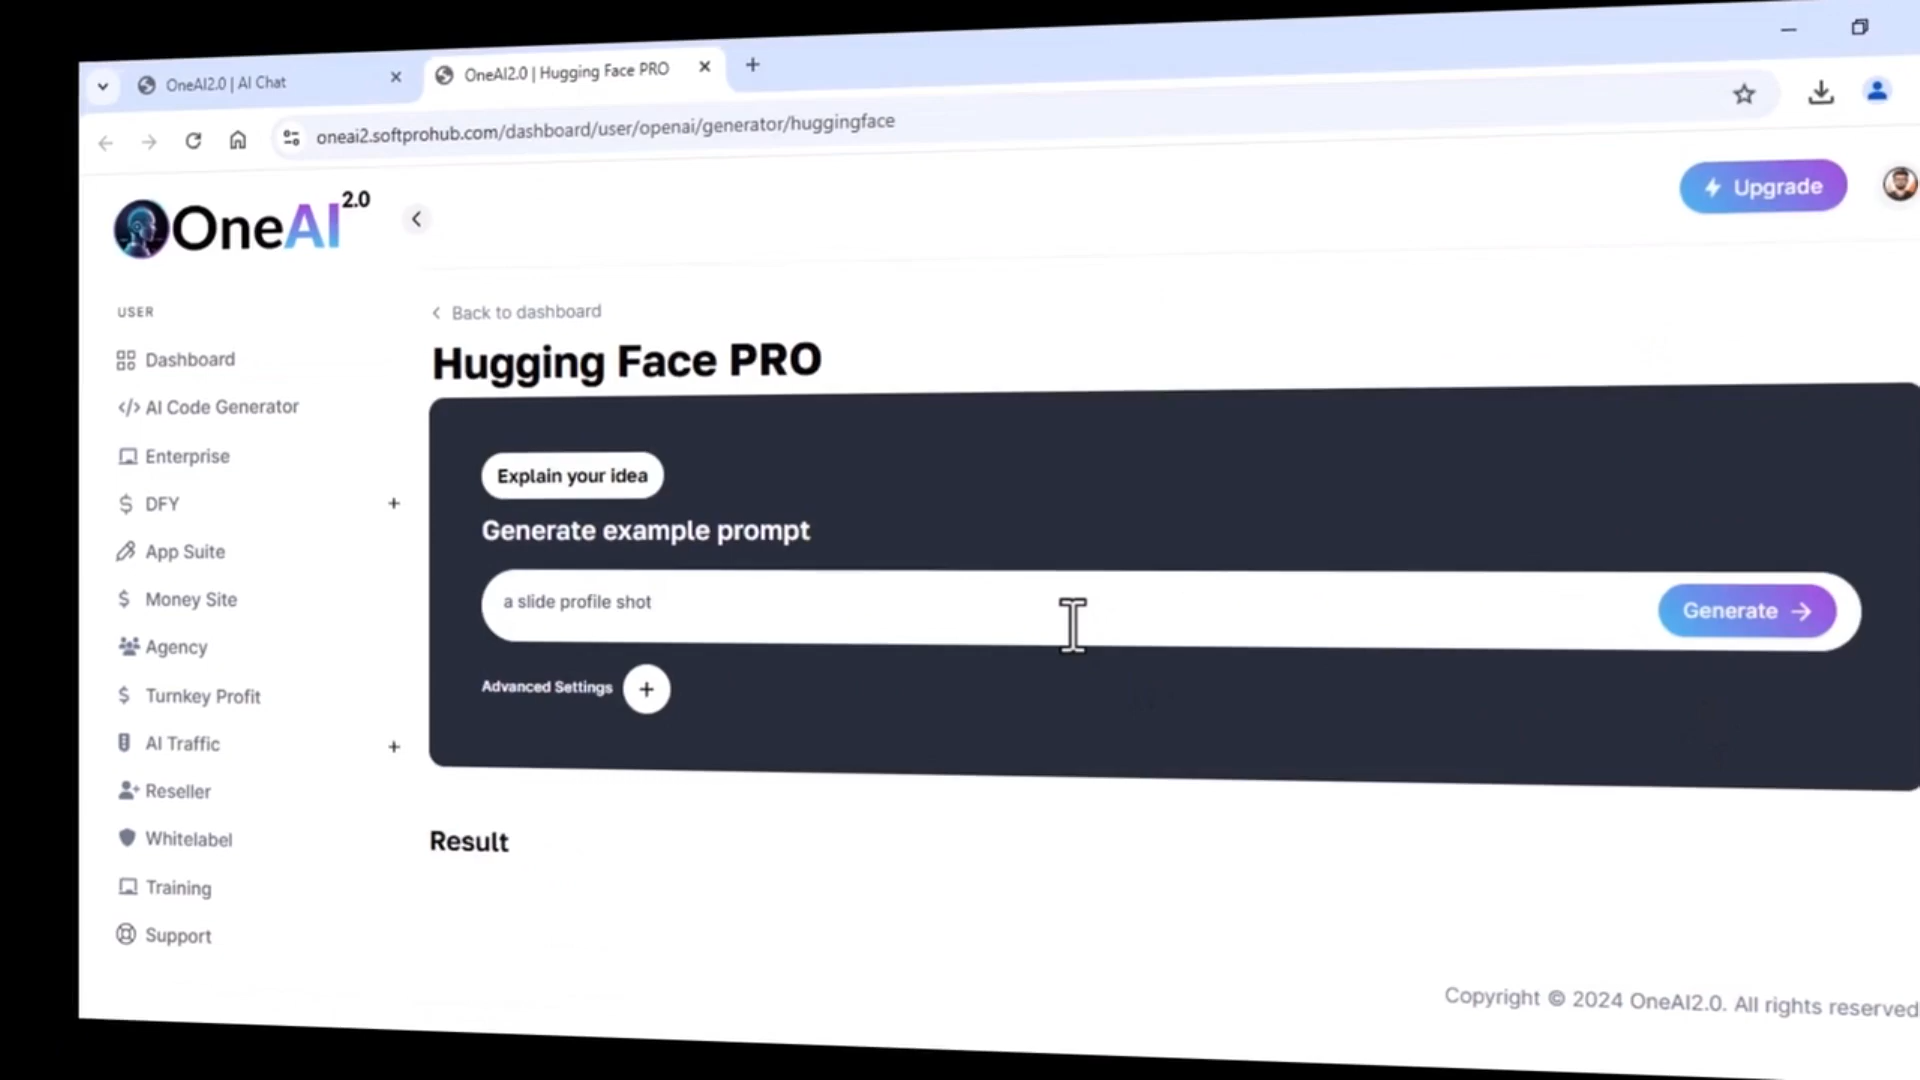 OneAI2.0 | AI Chat
OneAI2.0 | Hugging Face PRO
oneai2.softprohub.com/dashboard/user/openai/generator/huggingface
OneAI 2.0
Upgrade
USER
Dashboard
</> AI Code Generator
Enterprise
$ DFY +
App Suite
$ Money Site
Agency
$ Turnkey Profit
AI Traffic +
Reseller
Whitelabel
Training
Support
< Back to dashboard
Hugging Face PRO
Explain your idea
Generate example prompt
a slide profile shot
Generate →
Advanced Settings +
Result
Copyright © 2024 OneAI2.0. All rights reserved